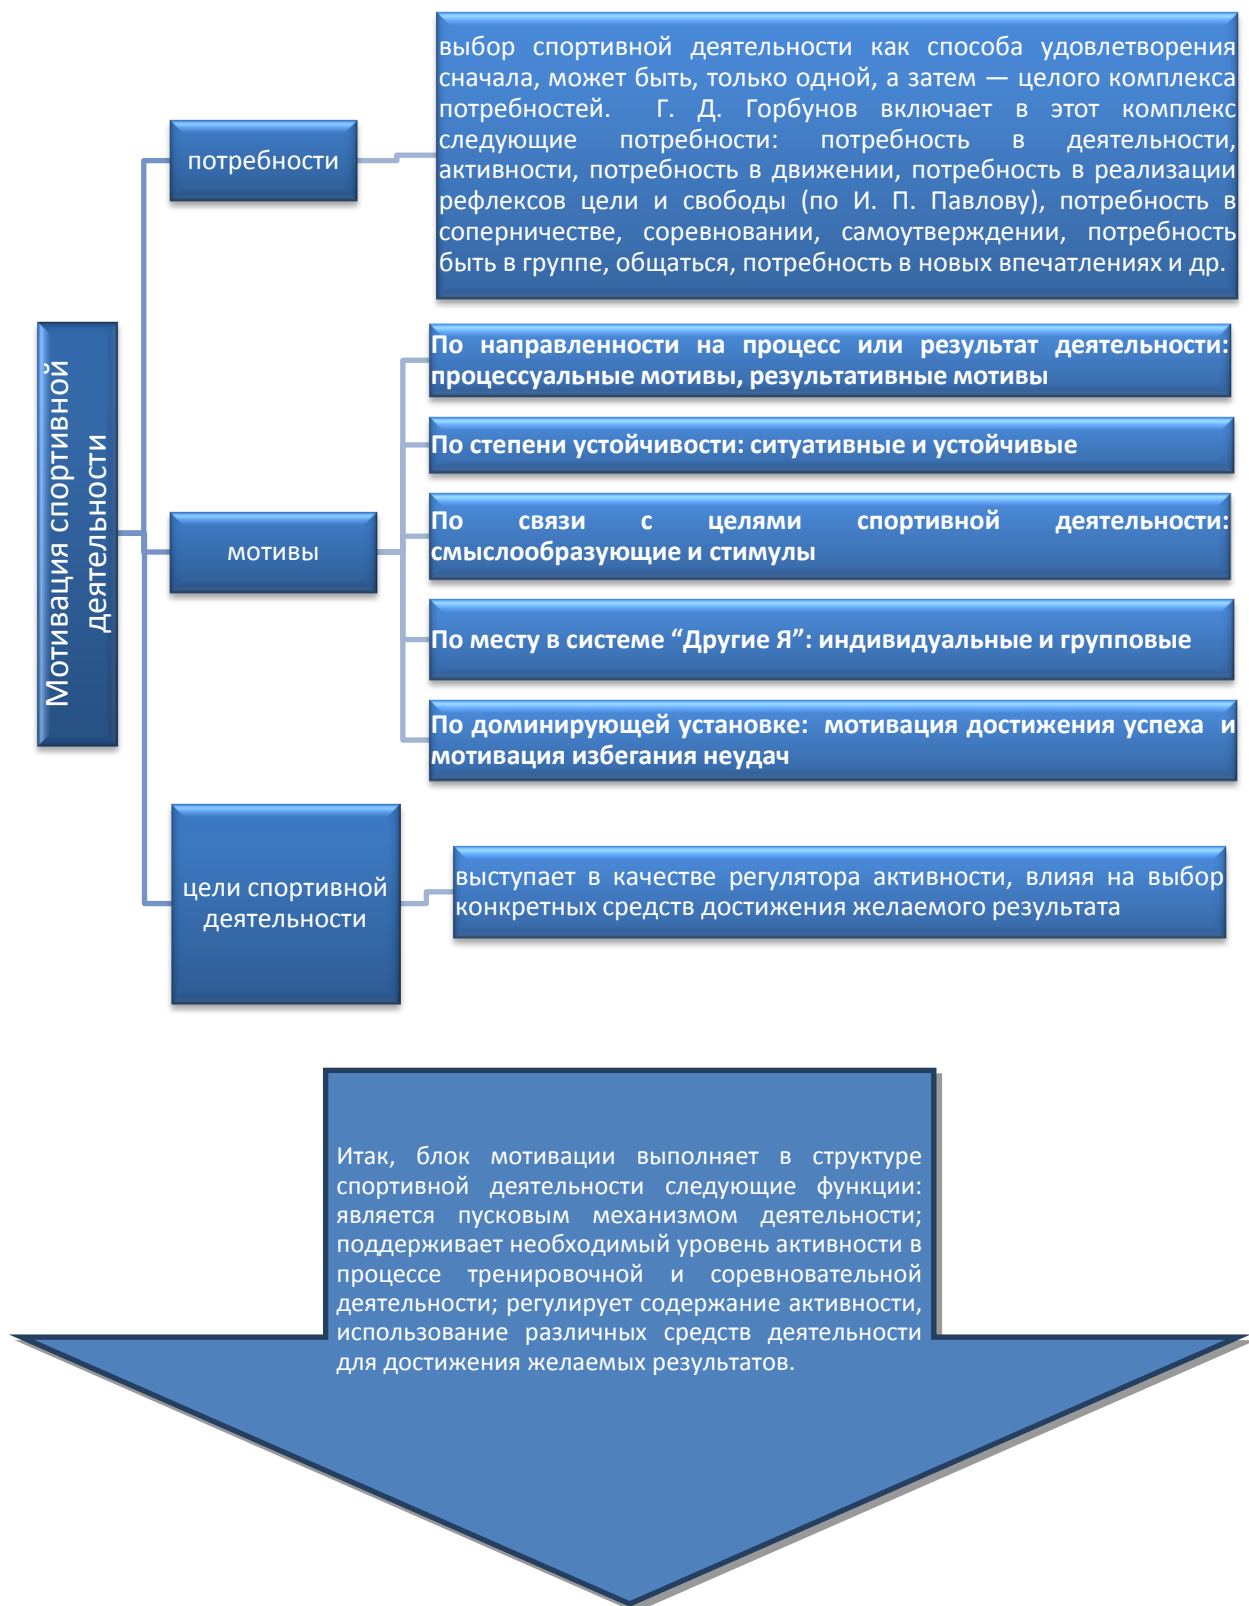 Мотивация спортивной
деятельности
потребности
выбор спортивной деятельности как способа удовлетворения
сначала, может быть, только одной, а затем — целого комплекса
потребностей. Г. Д. Горбунов включает в этот комплекс
следующие потребности: потребность в деятельности,
активности, потребность в движении, потребность в реализации
рефлексов цели и свободы (по И. П. Павлову), потребность в
соперничестве, соревновании, самоутверждении, потребность
быть в группе, общаться, потребность в новых впечатлениях и др.
мотивы
По направленности на процесс или результат деятельности:
процессуальные мотивы, результативные мотивы
По степени устойчивости: ситуативные и устойчивые
По связи с целями спортивной деятельности:
смыслообразующие и стимулы
По месту в системе “Другие Я”: индивидуальные и групповые
По доминирующей установке: мотивация достижения успеха и
мотивация избегания неудач
цели спортивной
деятельности
выступает в качестве регулятора активности, влияя на выбор
конкретных средств достижения желаемого результата
Итак, блок мотивации выполняет в структуре
спортивной деятельности следующие функции:
является пусковым механизмом деятельности;
поддерживает необходимый уровень активности в
процессе тренировочной и соревновательной
деятельности; регулирует содержание активности,
использование различных средств деятельности
для достижения желаемых результатов.